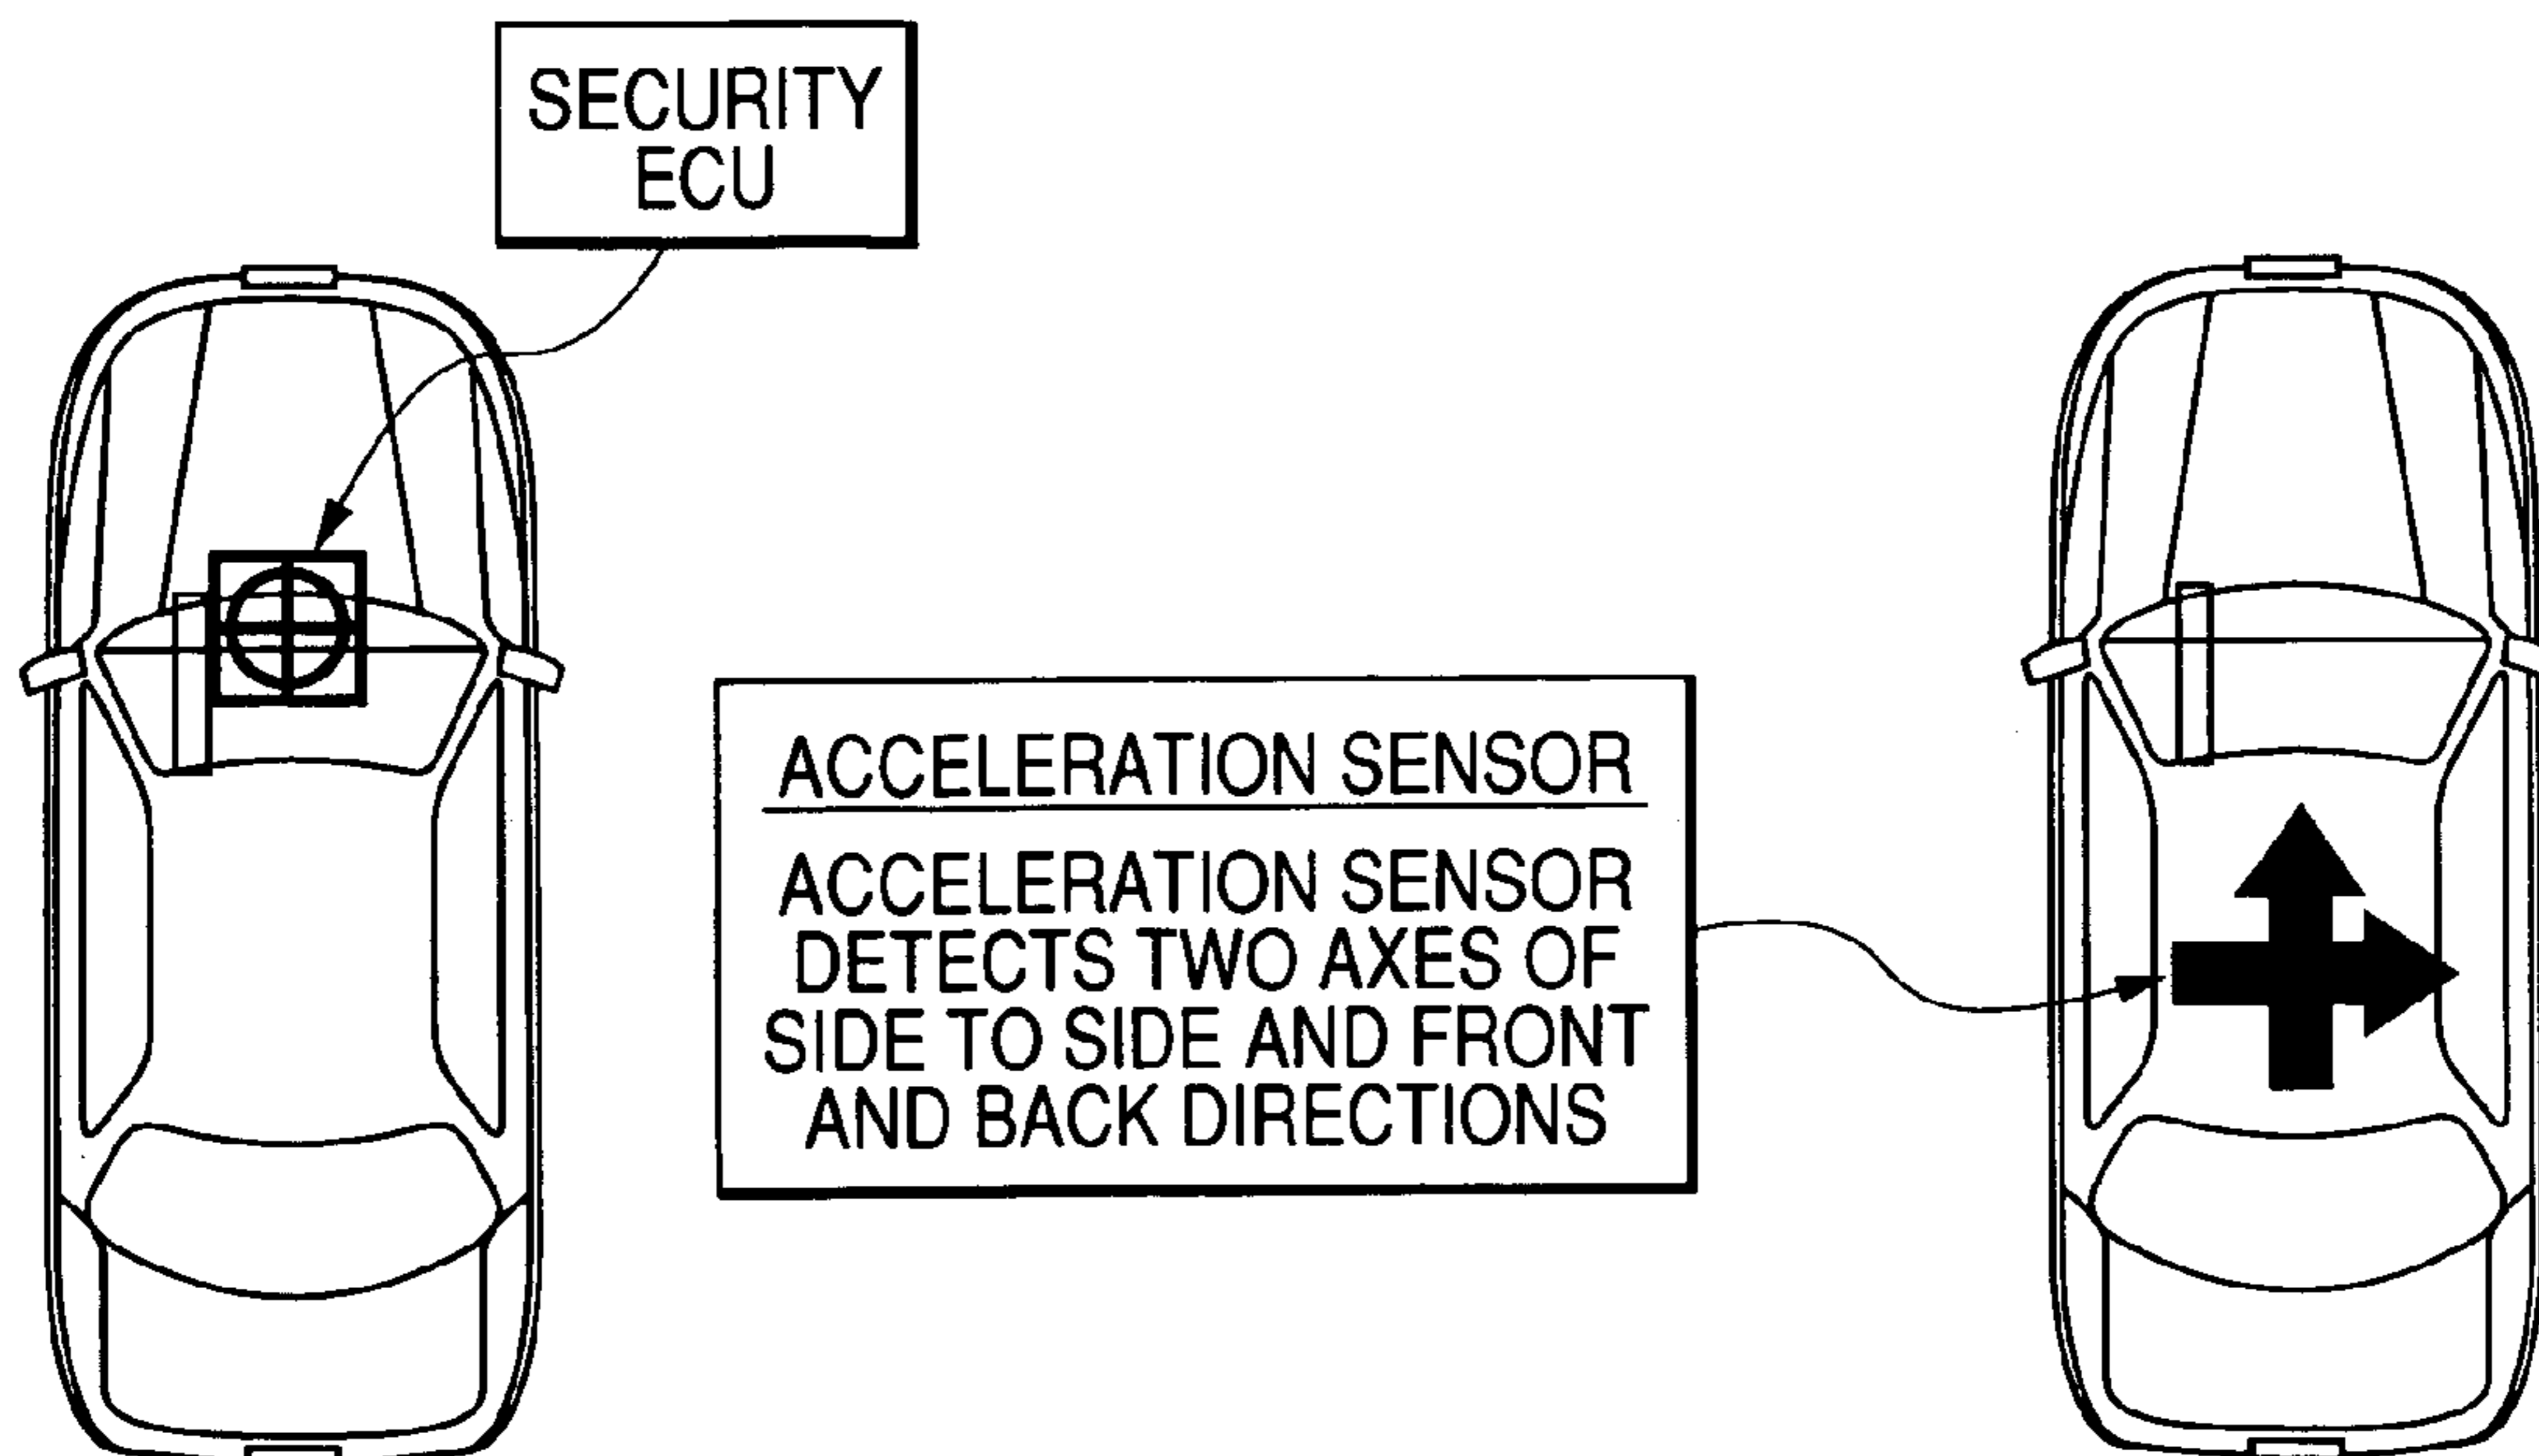 SECURITY
ECU
ACCELERATION SENSOR
ACCELERATION SENSOR
DETECTS TWO AXES OF
SIDE TO SIDE AND FRONT
AND BACK DIRECTIONS